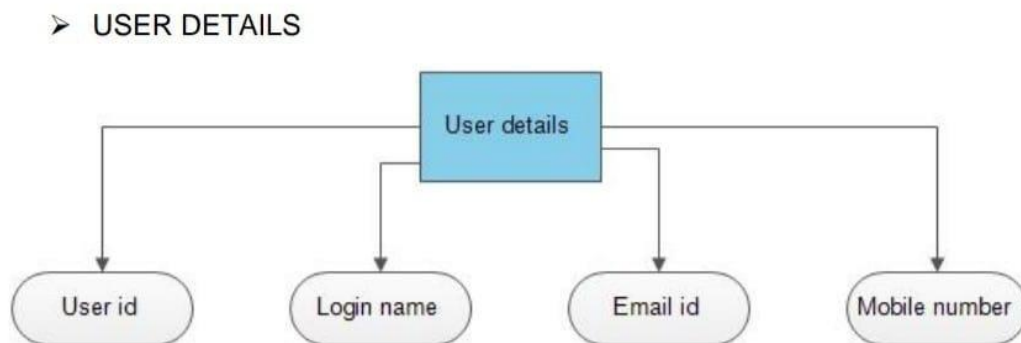 ➤ USER DETAILS
User details
User id
Login name
Email id
Mobile number